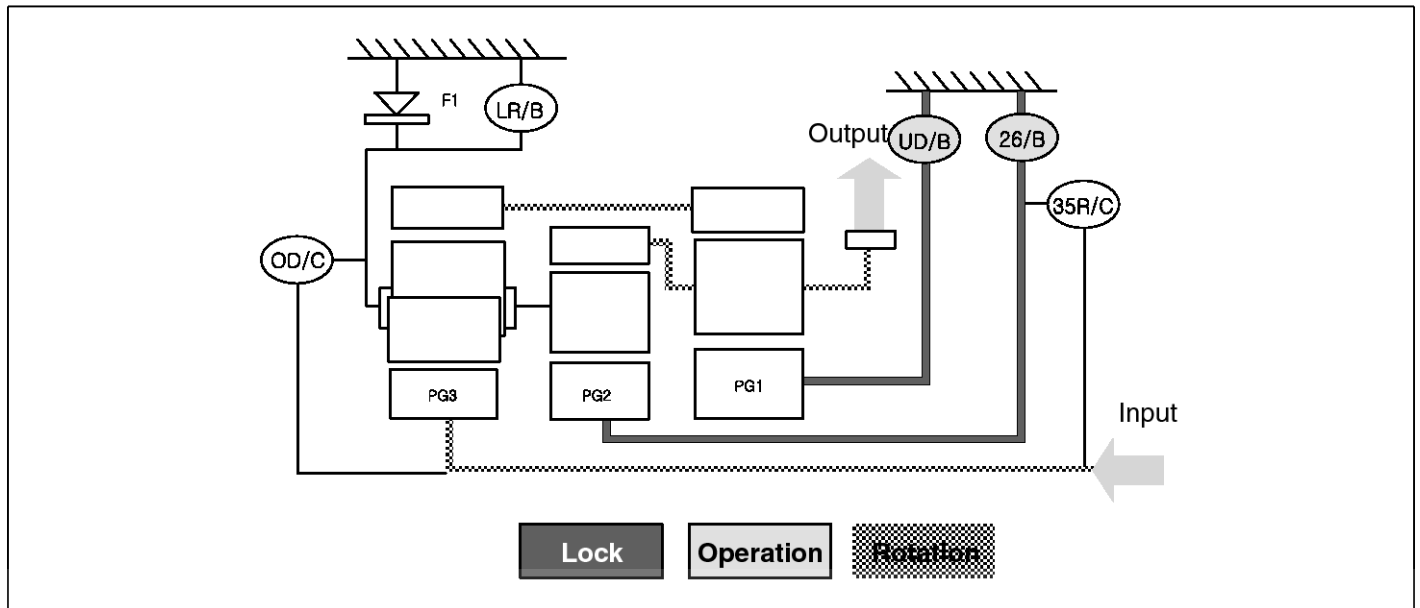 F1
LR/B
Output
UD/B
26/B
35R/C
OD/C
PG3
PG2
PG1
Input
Lock
Operation
Rotation